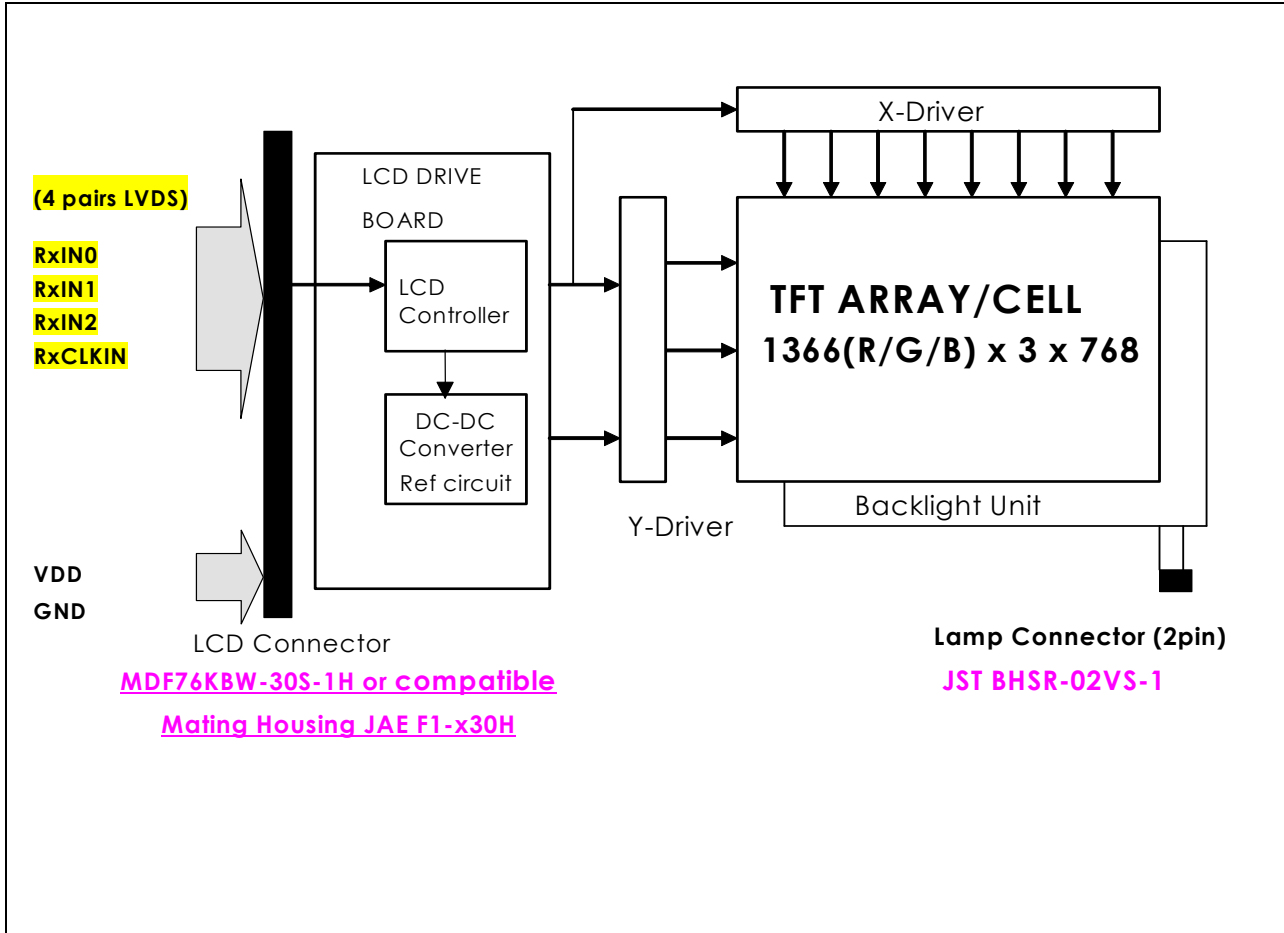 X-Driver
(4 pairs LVDS)
RxIN0
RxIN1
RxIN2
RxCLKIN
LCD DRIVE
BOARD
LCD
Controller
DC-DC
Converter
Ref circuit
TFT ARRAY/CELL
1366(R/G/B) x 3 x 768
Backlight Unit
Y-Driver
VDD
GND
LCD Connector
MDF76KBW-30S-1H or compatible
Mating Housing JAE F1-x30H
Lamp Connector (2pin)
JST BHSR-02VS-1